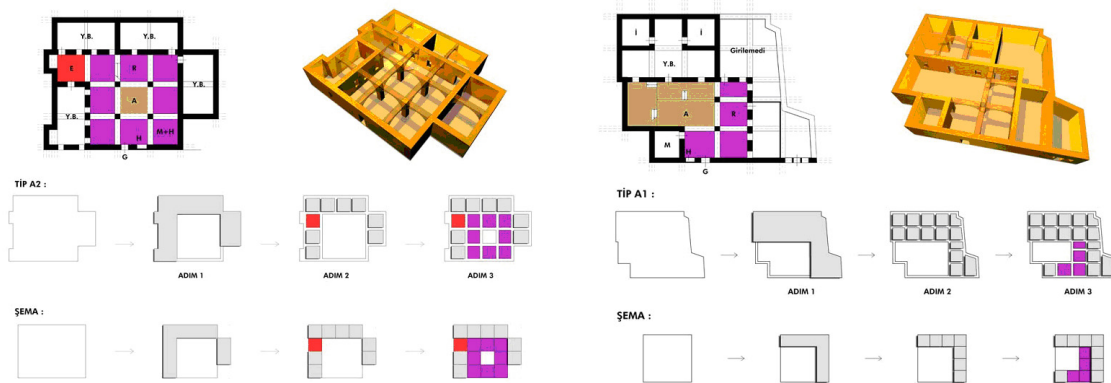 Y.B.
Y.B.
E
R
Y.B.
A
Y.B.
M+H
H
G
TİP A2 :
ADIM 1
ADIM 2
ADIM 3
ŞEMA :
İ
İ
Girilemedi
Y.B.
A
R
M
H
G
TİP A1 :
ADIM 1
ADIM 2
ADIM 3
ŞEMA :